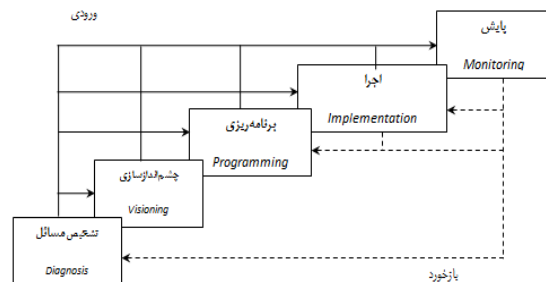 ورودی
پایش
Monitoring
اجرا
Implementation
برنامه‌ریزی
Programming
چشم‌اندازسازی
Visioning
تشخیص مسائل
Diagnosis
بازخورد